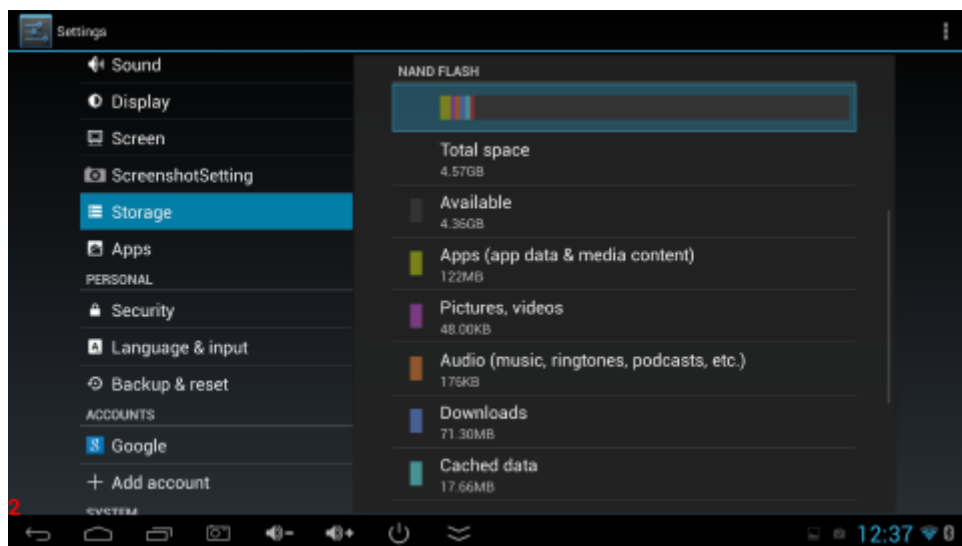 Settings
Sound
Display
Screen
ScreenshotSetting
Storage
Apps
PERSONAL
Security
Language & input
Backup & reset
ACCOUNTS
Google
Add account
SYSTEM
NAND FLASH
Total space
4.57GB
Available
4.36GB
Apps (app data & media content)
122MB
Pictures, videos
48.00KB
Audio (music, ringtones, podcasts, etc.)
176KB
Downloads
71.30MB
Cached data
17.66MB
2
12:37